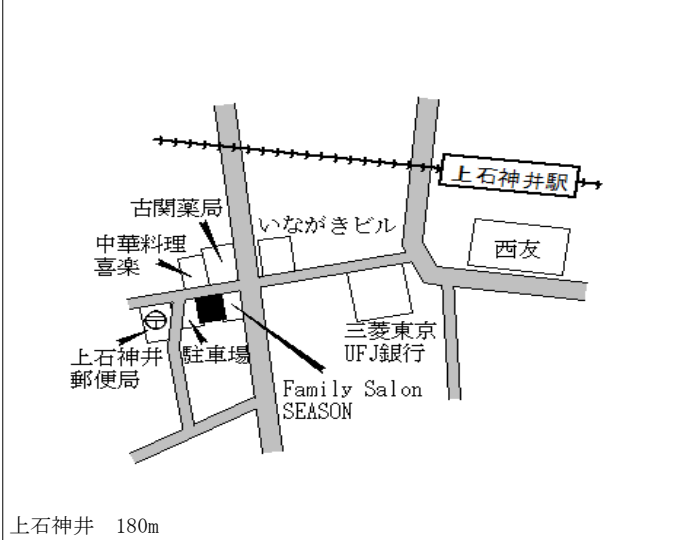 上石神井駅
古関薬局
いながきビル
中華料理
喜楽
西友
三菱東京
UFJ銀行
上石神井
郵便局
駐車場
Family Salon
SEASON
上石神井　180m